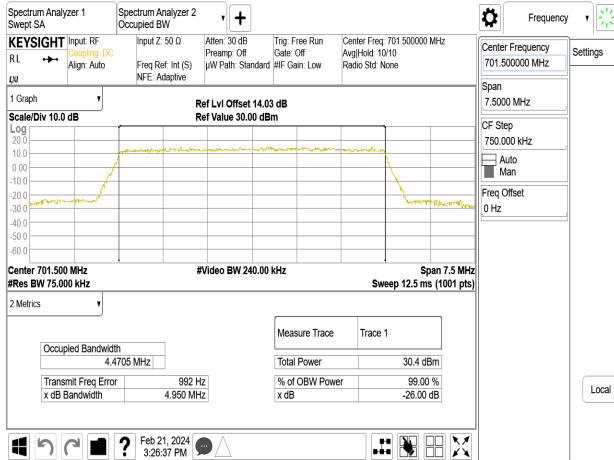 Spectrum Analyzer 1
Swept SA
Spectrum Analyzer 2
Occupied BW
+
Frequency
KEYSIGHT
RL
Input: RF
Coupling: DC
Align: Auto
Input Z: 50 Ω
Freq Ref: Int (S)
NFE: Adaptive
Atten: 30 dB
Preamp: Off
µW Path: Standard
Trig: Free Run
Gate: Off
#IF Gain: Low
Center Freq: 701.500000 MHz
Avg|Hold: 10/10
Radio Std: None
1 Graph
Scale/Div 10.0 dB
Ref Lvl Offset 14.03 dB
Ref Value 30.00 dBm
Log
20.0
10.0
0.00
-10.0
-20.0
-30.0
-40.0
-50.0
-60.0
Center 701.500 MHz
#Video BW 240.00 kHz
Span 7.5 MHz
#Res BW 75.000 kHz
Sweep 12.5 ms (1001 pts)
2 Metrics
Occupied Bandwidth
4.4705 MHz
Transmit Freq Error 992 Hz
x dB Bandwidth 4.950 MHz
Measure Trace Trace 1
Total Power 30.4 dBm
% of OBW Power 99.00 %
x dB -26.00 dB
Center Frequency
701.500000 MHz
Settings
Span
7.5000 MHz
CF Step
750.000 kHz
Auto
Man
Freq Offset
0 Hz
Local
?
Feb 21, 2024
3:26:37 PM